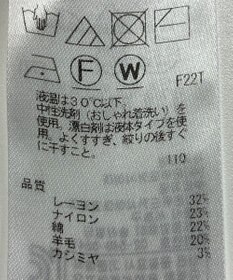 F
W
F22T
液温は30℃以下。
中性洗剤（おしゃれ着洗い）を
使用。漂白剤は液体タイプを使
用。よくすすぎ、絞りの後すぐ
に干すこと。
110
品質
レーヨン 32%
ナイロン 23%
綿 22%
羊毛 20%
カシミヤ 3%